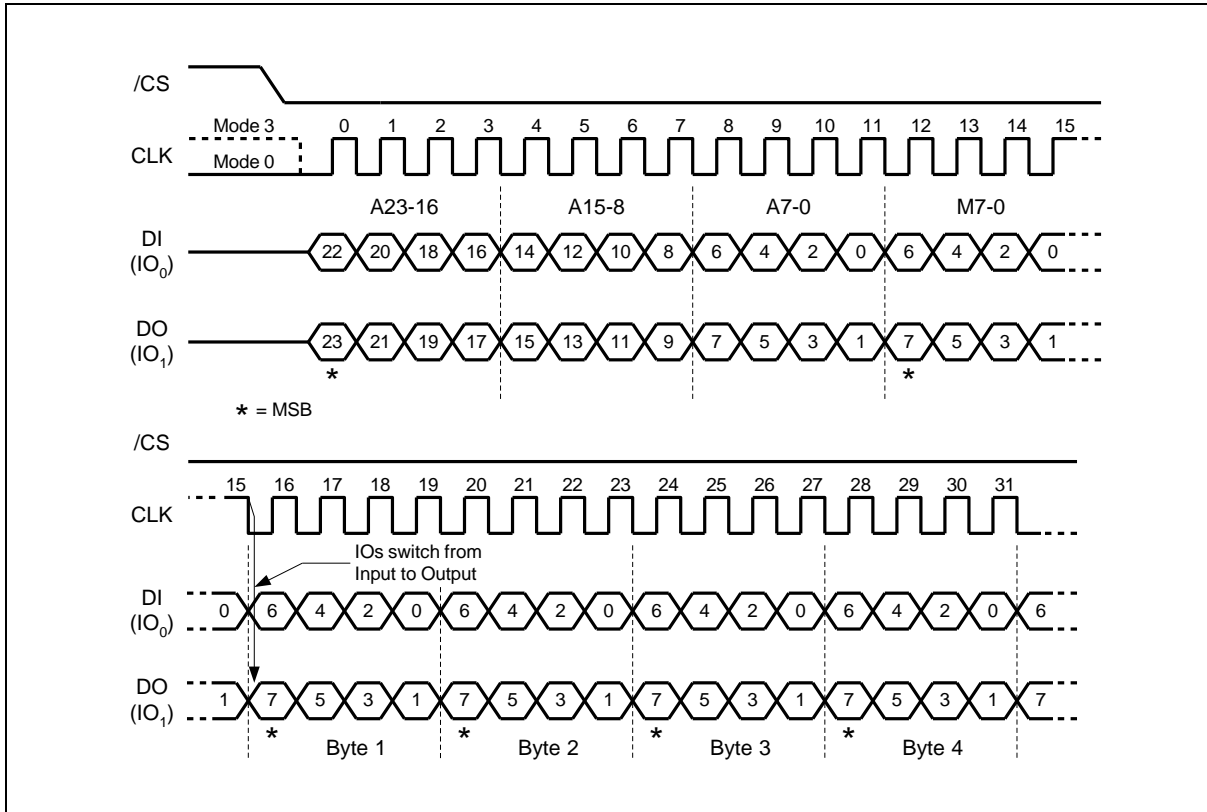 /CS
Mode 3 0 1 2 3 4 5 6 7 8 9 10 11 12 13 14 15
CLK Mode 0
A23-16 A15-8 A7-0 M7-0
DI
(IO0) 22 20 18 16 14 12 10 8 6 4 2 0 6 4 2 0
DO
(IO1) 23 21 19 17 15 13 11 9 7 5 3 1 7 5 3 1
* *
* = MSB
/CS
15 16 17 18 19 20 21 22 23 24 25 26 27 28 29 30 31
CLK
IOs switch from
Input to Output
DI
(IO0) 0 6 4 2 0 6 4 2 0 6 4 2 0 6 4 2 0 6
DO
(IO1) 1 7 5 3 1 7 5 3 1 7 5 3 1 7 5 3 1 7
* * * *
Byte 1 Byte 2 Byte 3 Byte 4